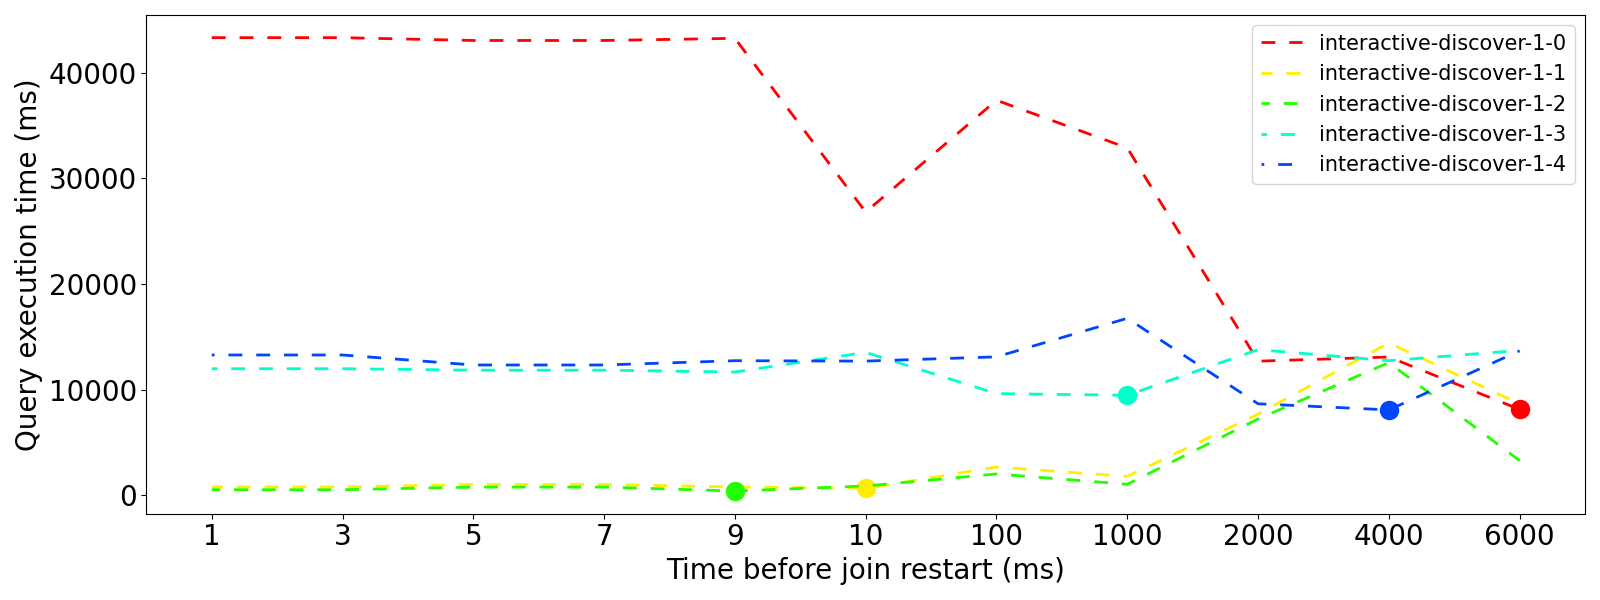 Query execution time (ms)
40000
30000
20000
10000
0
interactive-discover-1-0
interactive-discover-1-1
interactive-discover-1-2
interactive-discover-1-3
interactive-discover-1-4
1 3 5 7 9 10 100 1000 2000 4000 6000
Time before join restart (ms)